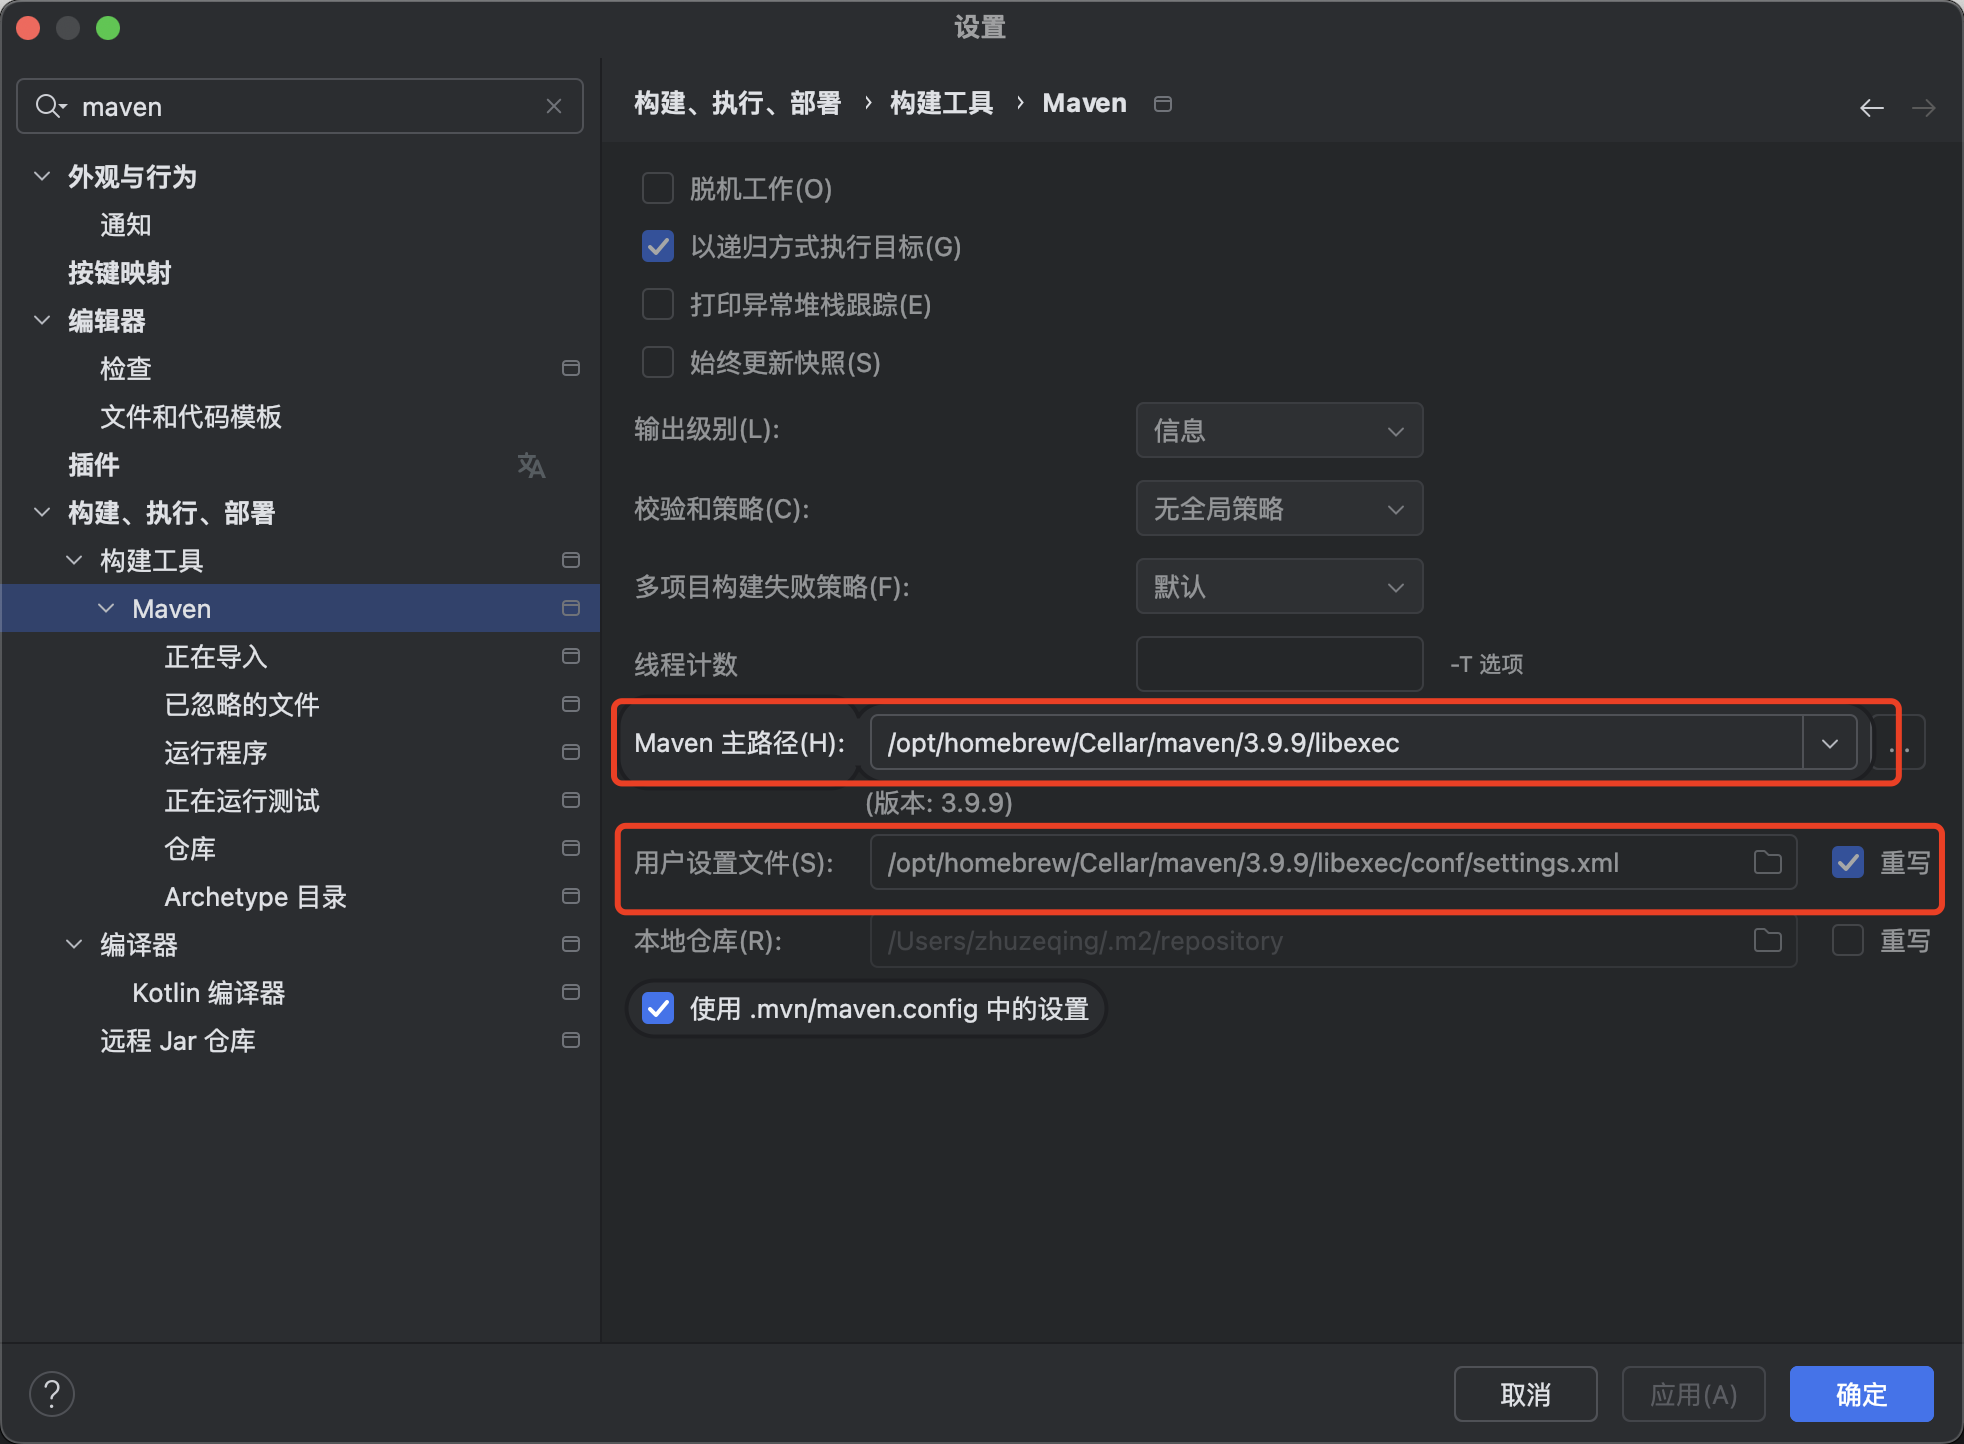 设置
maven
外观与行为
通知
按键映射
编辑器
检查
文件和代码模板
插件
构建、执行、部署
构建工具
Maven
正在导入
已忽略的文件
运行程序
正在运行测试
仓库
Archetype 目录
编译器
Kotlin 编译器
远程 Jar 仓库
构建、执行、部署 › 构建工具 › Maven
脱机工作(O)
以递归方式执行目标(G)
打印异常堆栈跟踪(E)
始终更新快照(S)
输出级别(L): 信息
校验和策略(C): 无全局策略
多项目构建失败策略(F): 默认
线程计数 -T 选项
Maven 主路径(H): /opt/homebrew/Cellar/maven/3.9.9/libexec ...
(版本: 3.9.9)
用户设置文件(S): /opt/homebrew/Cellar/maven/3.9.9/libexec/conf/settings.xml 重写
本地仓库(R): /Users/zhuzeqing/.m2/repository 重写
使用 .mvn/maven.config 中的设置
? 取消 应用(A) 确定